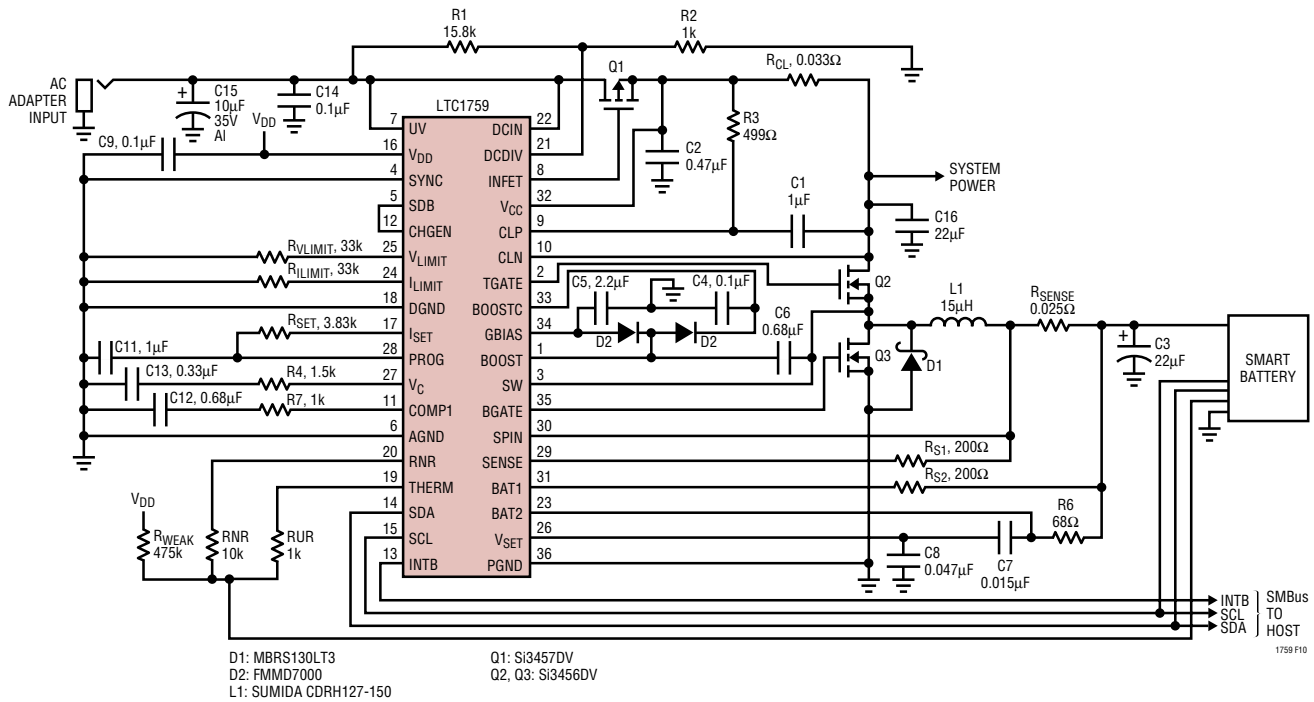 R1
15.8k
R2
1k
AC
ADAPTER
INPUT
C15
10µF
35V
Al
+
C14
0.1µF
Q1
RCL, 0.033Ω
R3
499Ω
C2
0.47µF
C1
1µF
SYSTEM
POWER
C16
22µF
C9, 0.1µF
VDD
LTC1759
7 UV
16 VDD
4 SYNC
5 SDB
12 CHGEN
25 VLIMIT
24 ILIMIT
18 DGND
17 ISET
28 PROG
27 VC
11 COMP1
6 AGND
20 RNR
19 THERM
14 SDA
15 SCL
13 INTB
DCIN 22
DCDIV 21
INFET 8
VCC 32
CLP 9
CLN 10
TGATE 2
BOOSTC 33
GBIAS 34
BOOST 1
SW 3
BGATE 35
SPIN 30
SENSE 29
BAT1 31
BAT2 23
VSET 26
PGND 36
RVLIMIT, 33k
RILIMIT, 33k
RSET, 3.83k
C11, 1µF
C13, 0.33µF
R4, 1.5k
C12, 0.68µF
R7, 1k
VDD
RWEAK
475k
RNR
10k
RUR
1k
C5, 2.2µF
C4, 0.1µF
D2
D2
C6
0.68µF
Q2
Q3
D1
L1
15µH
RSENSE
0.025Ω
+
C3
22µF
SMART
BATTERY
RS1, 200Ω
RS2, 200Ω
R6
68Ω
C7
0.015µF
C8
0.047µF
INTB
SCL
SDA
SMBus
TO
HOST
1759 F10
D1: MBRS130LT3
D2: FMMD7000
L1: SUMIDA CDRH127-150
Q1: Si3457DV
Q2, Q3: Si3456DV